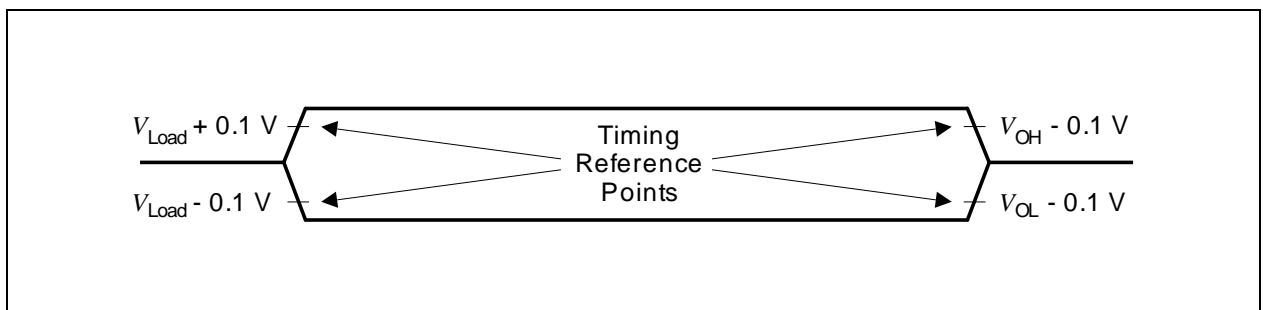 VLoad + 0.1 V
VLoad - 0.1 V
Timing
Reference
Points
VOH - 0.1 V
VOL - 0.1 V